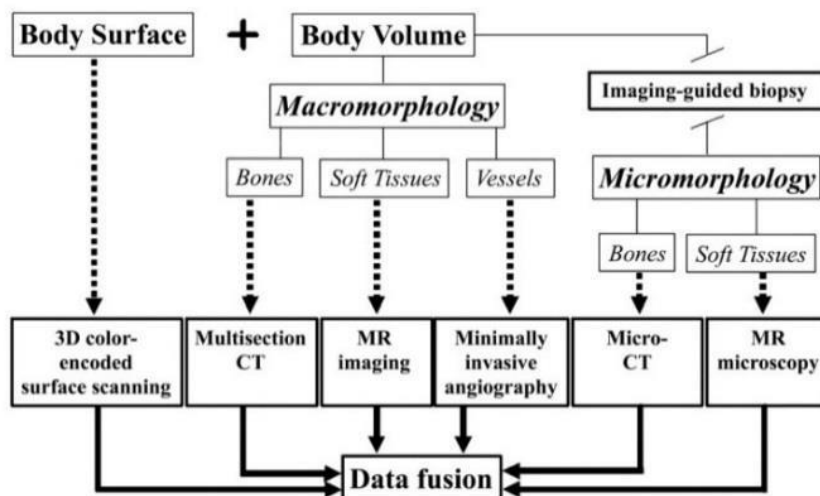 Body Surface + Body Volume
Imaging-guided biopsy
Macromorphology
Bones Soft Tissues Vessels
Micromorphology
Bones Soft Tissues
3D color-
encoded
surface scanning
Multisection
CT
MR
imaging
Minimally
invasive
angiography
Micro-
CT
MR
microscopy
Data fusion